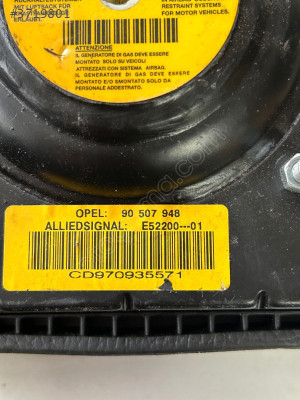 MIT LUFTSACK FÜR
ERLAUBT.
RESTRAINT SYSTEMS
FOR MOTOR VEHICLES.
ATTENZIONE
IL GENERATORE DI GAS DEVE ESSERE
MONTATO SOLO SU VEICOLI
ATTREZZATI CON SISTEMA AIRBAG.
IL GENERATORE DI GAS DEVE ESSERE
MONTATO E/O SMONTATO SOLO DA
PERSONALE ADDESTRATO.
OPEL: 90 507 948
ALLIEDSIGNAL: E52200---01
CD970935571